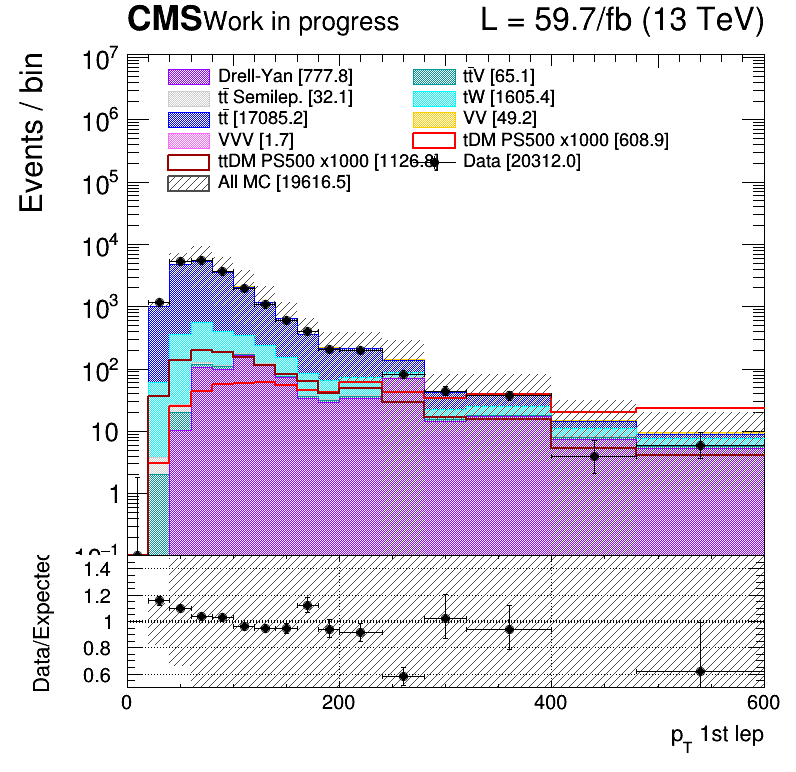 CMS Work in progress L = 59.7/fb (13 TeV)
Events / bin
10⁷
10⁶
10⁵
10⁴
10³
10²
10
1
10⁻¹
Drell-Yan [777.8] tt̄V [65.1]
tt̄ Semilep. [32.1] tW [1605.4]
tt̄ [17085.2] VV [49.2]
VVV [1.7] tDM PS500 x1000 [608.9]
ttDM PS500 x1000 [1126.8] Data [20312.0]
All MC [19616.5]
Data/Expected
1.4
1.2
1
0.8
0.6
0 200 400 600
p_T 1st lep